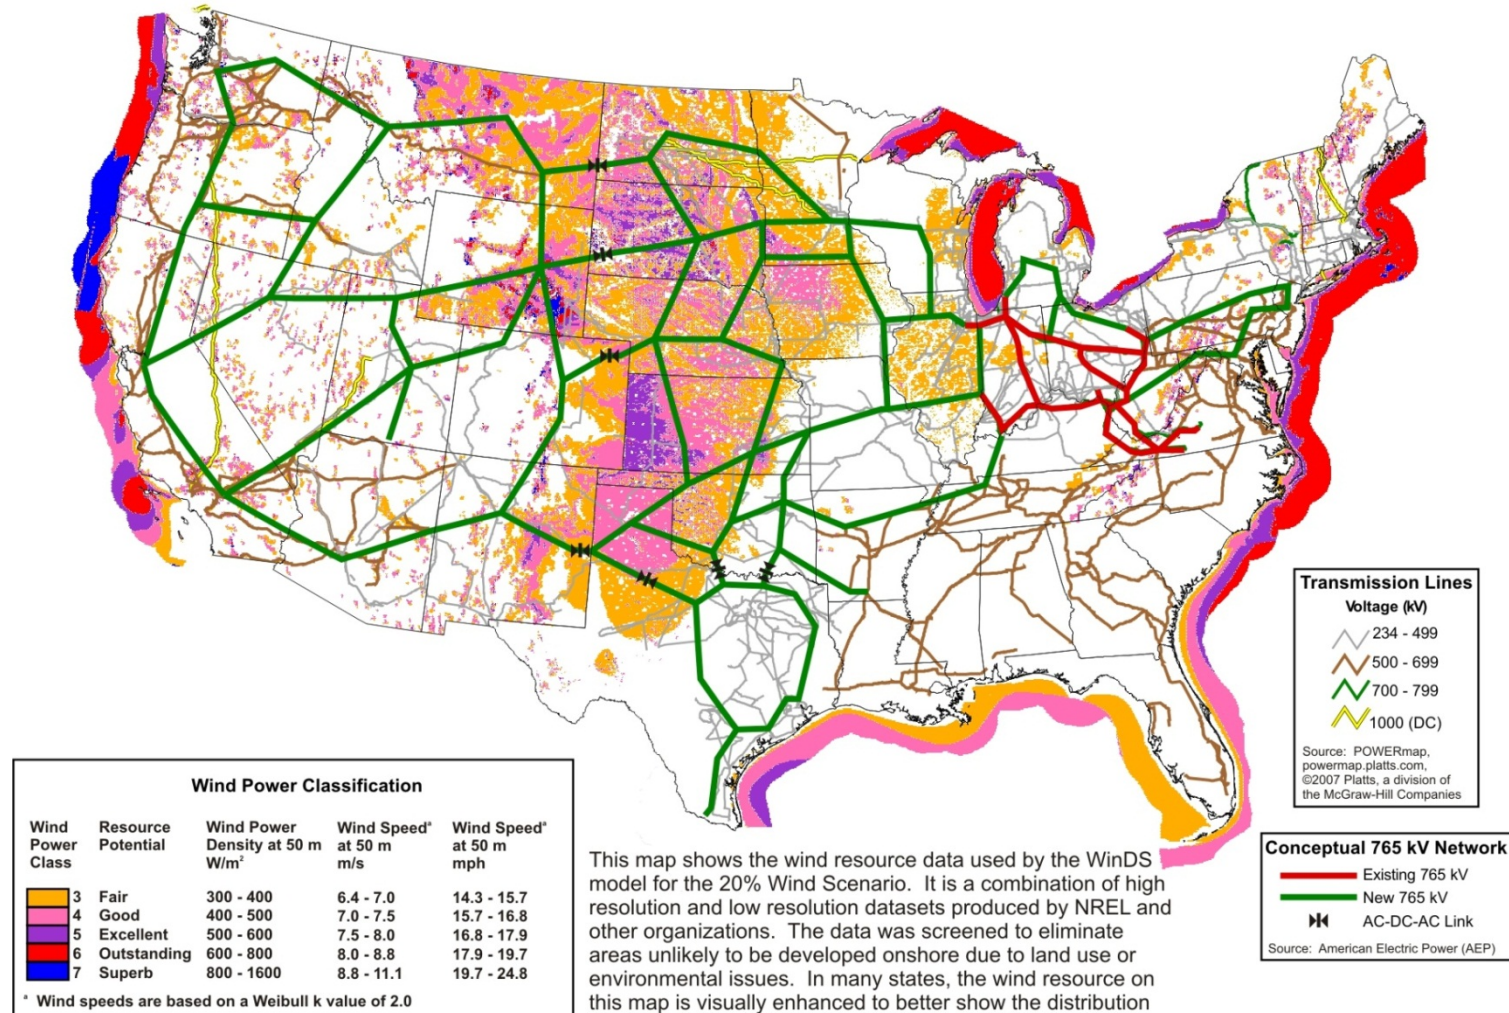 Transmission Lines
Voltage (kV)
234 - 499
500 - 699
700 - 799
1000 (DC)
Source: POWERmap,
powermap.platts.com,
©2007 Platts, a division of
the McGraw-Hill Companies
Wind Power Classification
Wind Power Class Resource Potential Wind Power Density at 50 m W/m² Wind Speedᵃ at 50 m m/s Wind Speedᵃ at 50 m mph
3 Fair 300 - 400 6.4 - 7.0 14.3 - 15.7
4 Good 400 - 500 7.0 - 7.5 15.7 - 16.8
5 Excellent 500 - 600 7.5 - 8.0 16.8 - 17.9
6 Outstanding 600 - 800 8.0 - 8.8 17.9 - 19.7
7 Superb 800 - 1600 8.8 - 11.1 19.7 - 24.8
ᵃ Wind speeds are based on a Weibull k value of 2.0
This map shows the wind resource data used by the WinDS
model for the 20% Wind Scenario. It is a combination of high
resolution and low resolution datasets produced by NREL and
other organizations. The data was screened to eliminate
areas unlikely to be developed onshore due to land use or
environmental issues. In many states, the wind resource on
this map is visually enhanced to better show the distribution
Conceptual 765 kV Network
Existing 765 kV
New 765 kV
AC-DC-AC Link
Source: American Electric Power (AEP)